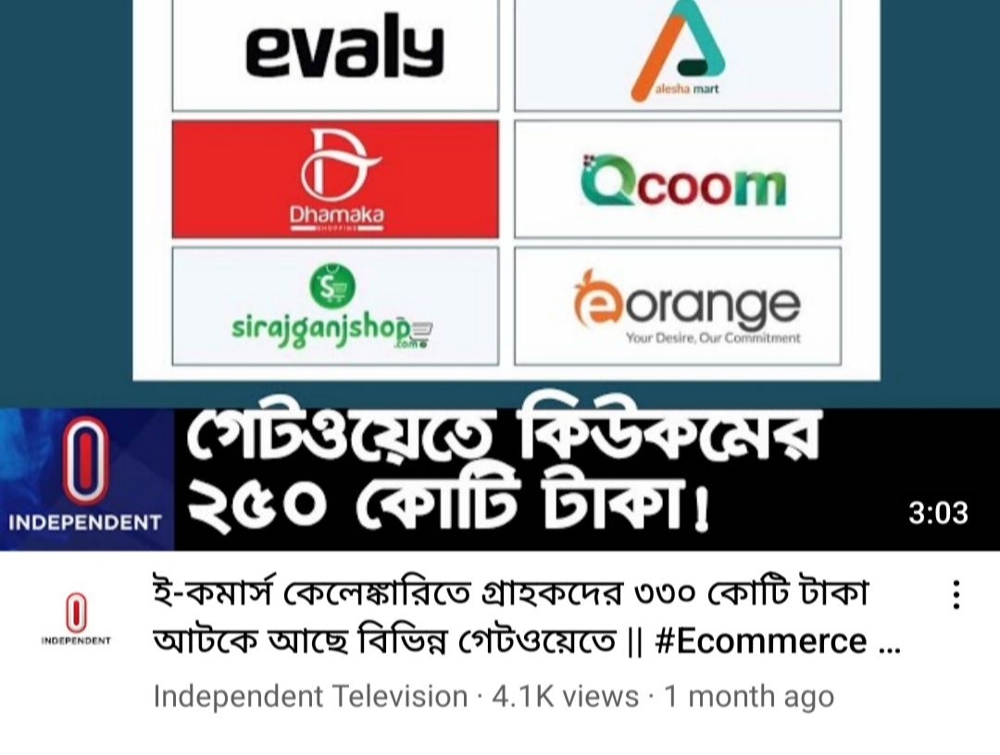 evaly
alesha mart
Dhamaka
SHOPPING
Qcoom
sirajganjshop
.com
eorange
Your Desire, Our Commitment
গেটওয়েতে কিউকমের
২৫০ কোটি টাকা!
INDEPENDENT
3:03
ই-কমার্স কেলেঙ্কারিতে গ্রাহকদের ৩৩০ কোটি টাকা
আটকে আছে বিভিন্ন গেটওয়েতে || #Ecommerce ...
INDEPENDENT
Independent Television · 4.1K views · 1 month ago